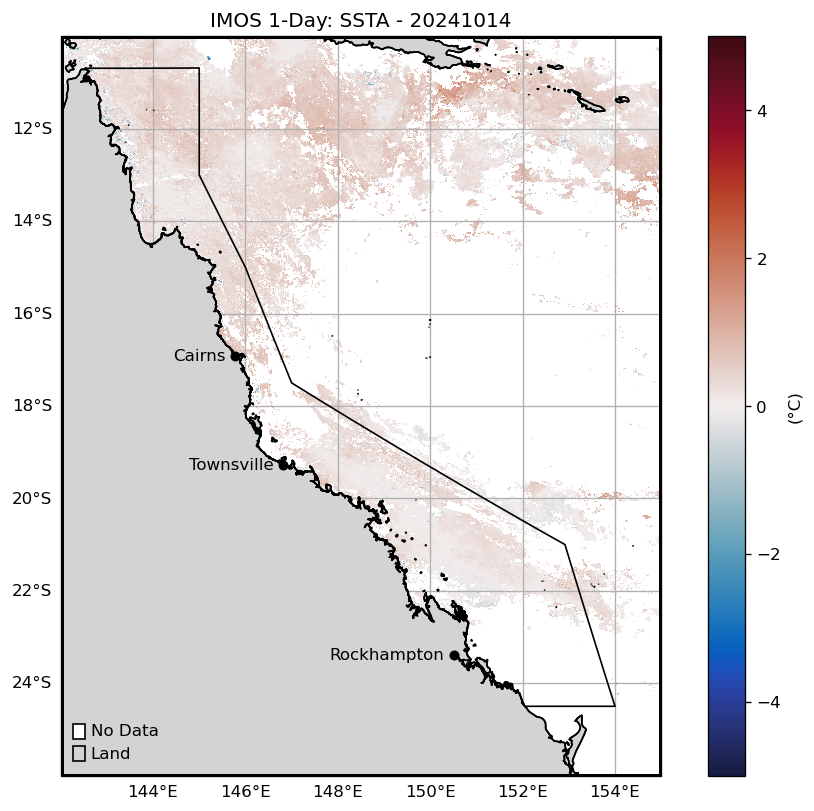 IMOS 1-Day: SSTA - 20241014
12°S
14°S
16°S
18°S
20°S
22°S
24°S
Cairns
Townsville
Rockhampton
No Data
Land
144°E 146°E 148°E 150°E 152°E 154°E
4
2
0
−2
−4
(°C)